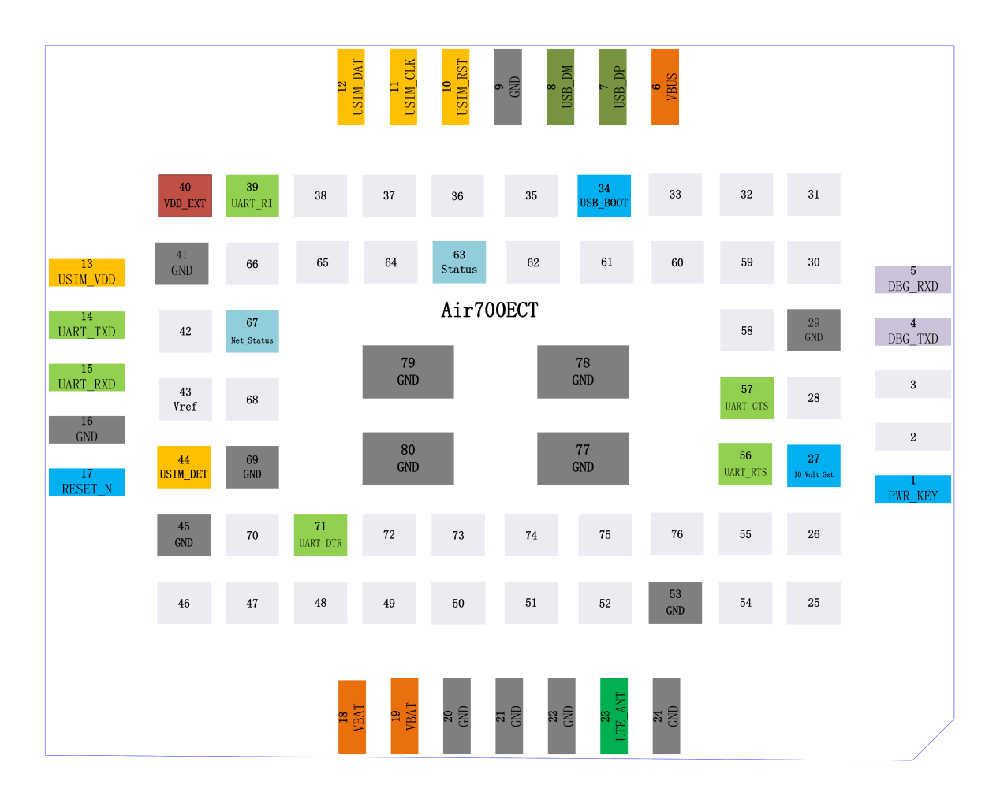 12
USIM_DAT
11
USIM_CLK
10
USIM_RST
9
GND
8
USB_DM
7
USB_DP
6
VBUS
40
VDD_EXT
39
UART_RI
38
37
36
35
34
USB_BOOT
33
32
31
41
GND
66
65
64
63
Status
62
61
60
59
30
13
USIM_VDD
5
DBG_RXD
Air700ECT
14
UART_TXD
42
67
Net_Status
58
29
GND
4
DBG_TXD
15
UART_RXD
43
Vref
68
79
GND
78
GND
57
UART_CTS
28
3
16
GND
2
17
RESET_N
44
USIM_DET
69
GND
80
GND
77
GND
56
UART_RTS
27
IO_Volt_Set
1
PWR_KEY
45
GND
70
71
UART_DTR
72
73
74
75
76
55
26
46
47
48
49
50
51
52
53
GND
54
25
18
VBAT
19
VBAT
20
GND
21
GND
22
GND
23
LTE_ANT
24
GND